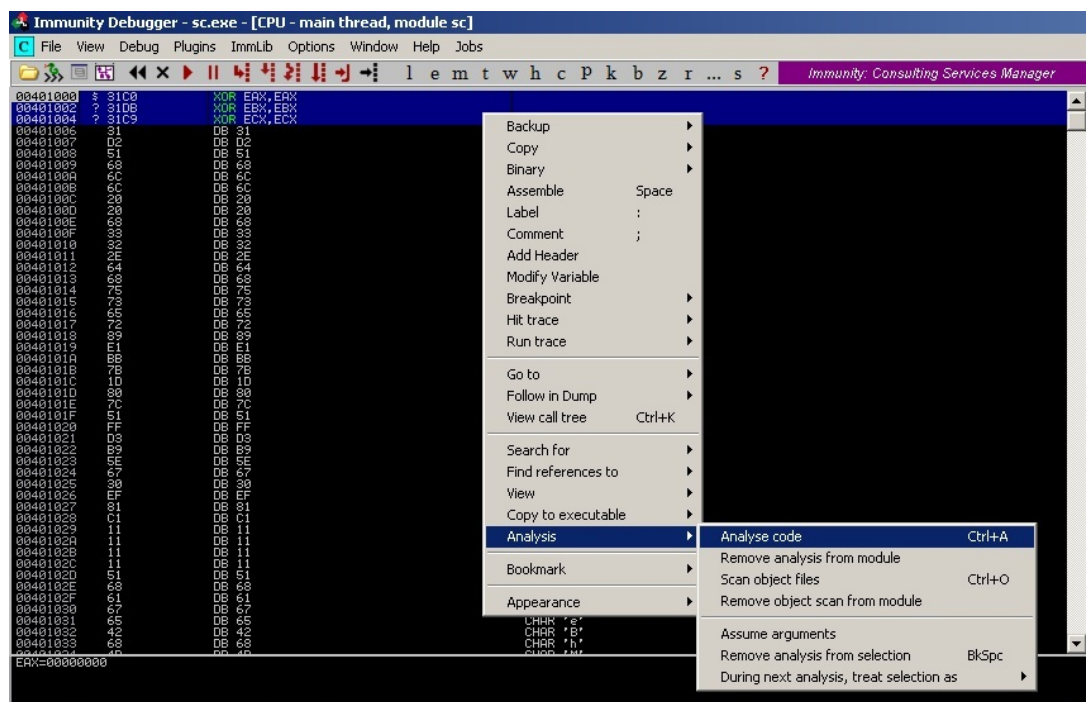 Immunity Debugger - sc.exe - [CPU - main thread, module sc]
C File View Debug Plugins ImmLib Options Window Help Jobs
l e m t w h c P k b z r ... s ? Immunity: Consulting Services Manager
00401000 $ 31C0 XOR EAX,EAX
00401002 ? 31DB XOR EBX,EBX
00401004 ? 31C9 XOR ECX,ECX
00401006 31 DB 31
00401007 D2 DB D2
00401008 51 DB 51
00401009 68 DB 68
0040100A 6C DB 6C
0040100B 6C DB 6C
0040100C 20 DB 20
0040100D 20 DB 20
0040100E 68 DB 68
0040100F 33 DB 33
00401010 32 DB 32
00401011 2E DB 2E
00401012 64 DB 64
00401013 68 DB 68
00401014 75 DB 75
00401015 73 DB 73
00401016 65 DB 65
00401017 72 DB 72
00401018 89 DB 89
00401019 E1 DB E1
0040101A BB DB BB
0040101B 7B DB 7B
0040101C 1D DB 1D
0040101D 80 DB 80
0040101E 7C DB 7C
0040101F 51 DB 51
00401020 FF DB FF
00401021 D3 DB D3
00401022 B9 DB B9
00401023 5E DB 5E
00401024 67 DB 67
00401025 30 DB 30
00401026 EF DB EF
00401027 81 DB 81
00401028 C1 DB C1
00401029 11 DB 11
0040102A 11 DB 11
0040102B 11 DB 11
0040102C 11 DB 11
0040102D 51 DB 51
0040102E 68 DB 68
0040102F 61 DB 61
00401030 67 DB 67
00401031 65 DB 65 CHAR 'e'
00401032 42 DB 42 CHAR 'B'
00401033 68 DB 68 CHAR 'h'
EAX=00000000
Backup
Copy
Binary
Assemble Space
Label :
Comment ;
Add Header
Modify Variable
Breakpoint
Hit trace
Run trace
Go to
Follow in Dump
View call tree Ctrl+K
Search for
Find references to
View
Copy to executable
Analysis
Bookmark
Appearance
Analyse code Ctrl+A
Remove analysis from module
Scan object files Ctrl+O
Remove object scan from module
Assume arguments
Remove analysis from selection BkSpc
During next analysis, treat selection as